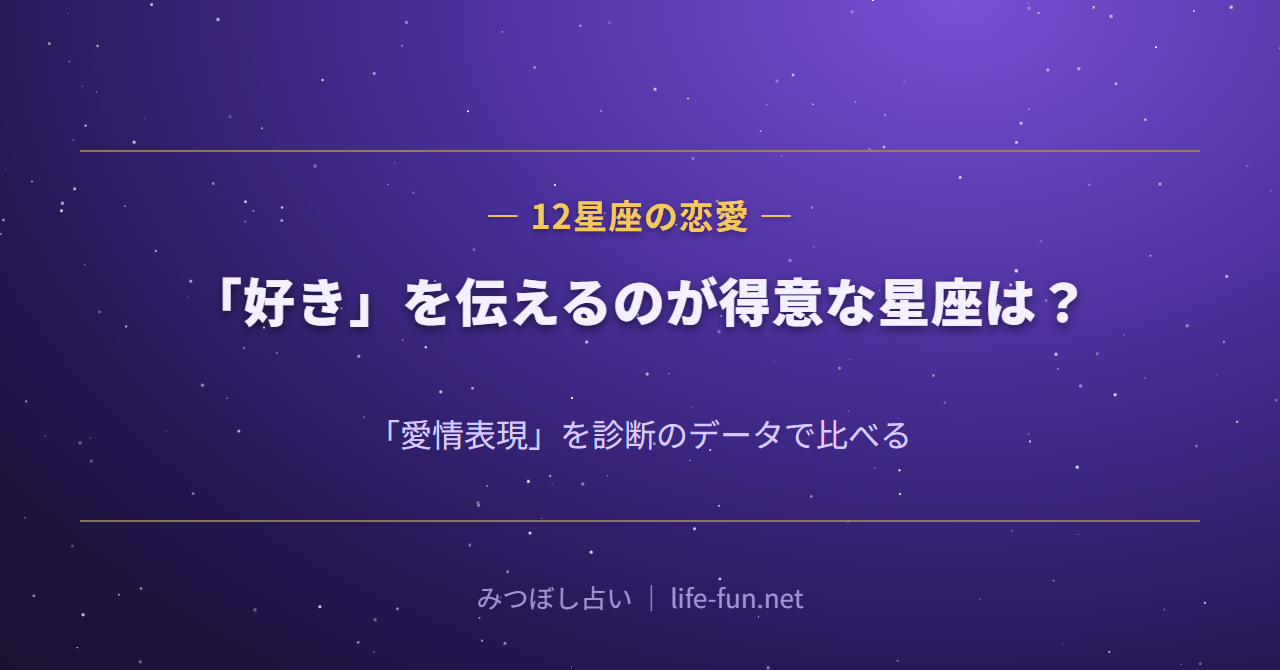 — 12星座の恋愛 —
「好き」を伝えるのが得意な星座は？
「愛情表現」を診断のデータで比べる
みつぼし占い｜life-fun.net